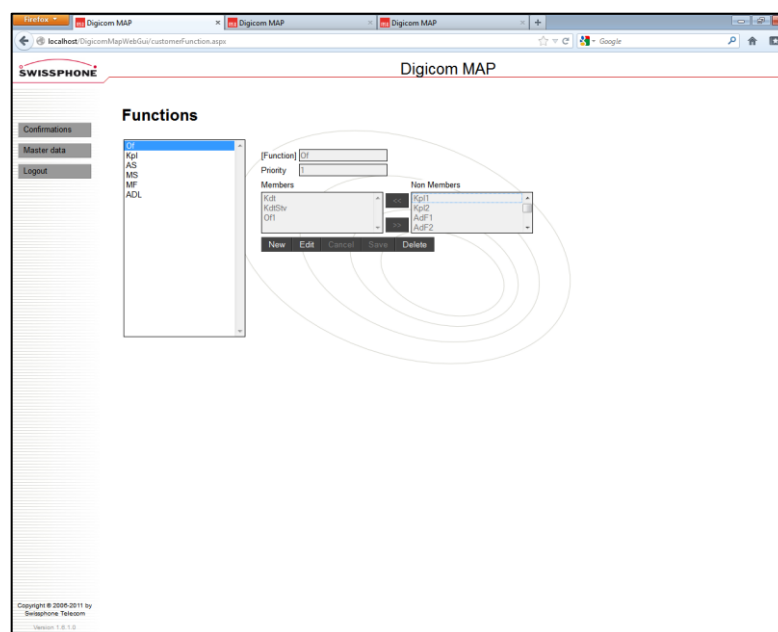 Firefox
Digicom MAP
Digicom MAP
Digicom MAP
localhost/DigicomMapWebGui/customerFunction.aspx
Google
SWISSPHONE
Digicom MAP
Functions
Confirmations
Master data
Logout
Of
Kpl
AS
MS
MF
ADL
[Function] Of
Priority 1
Members
Non Members
Kdt
KdtStv
Of1
<<
>>
Kpl1
Kpl2
AdF1
AdF2
New Edit Cancel Save Delete
Copyright © 2006-2011 by
Swissphone Telecom
Version 1.6.1.0